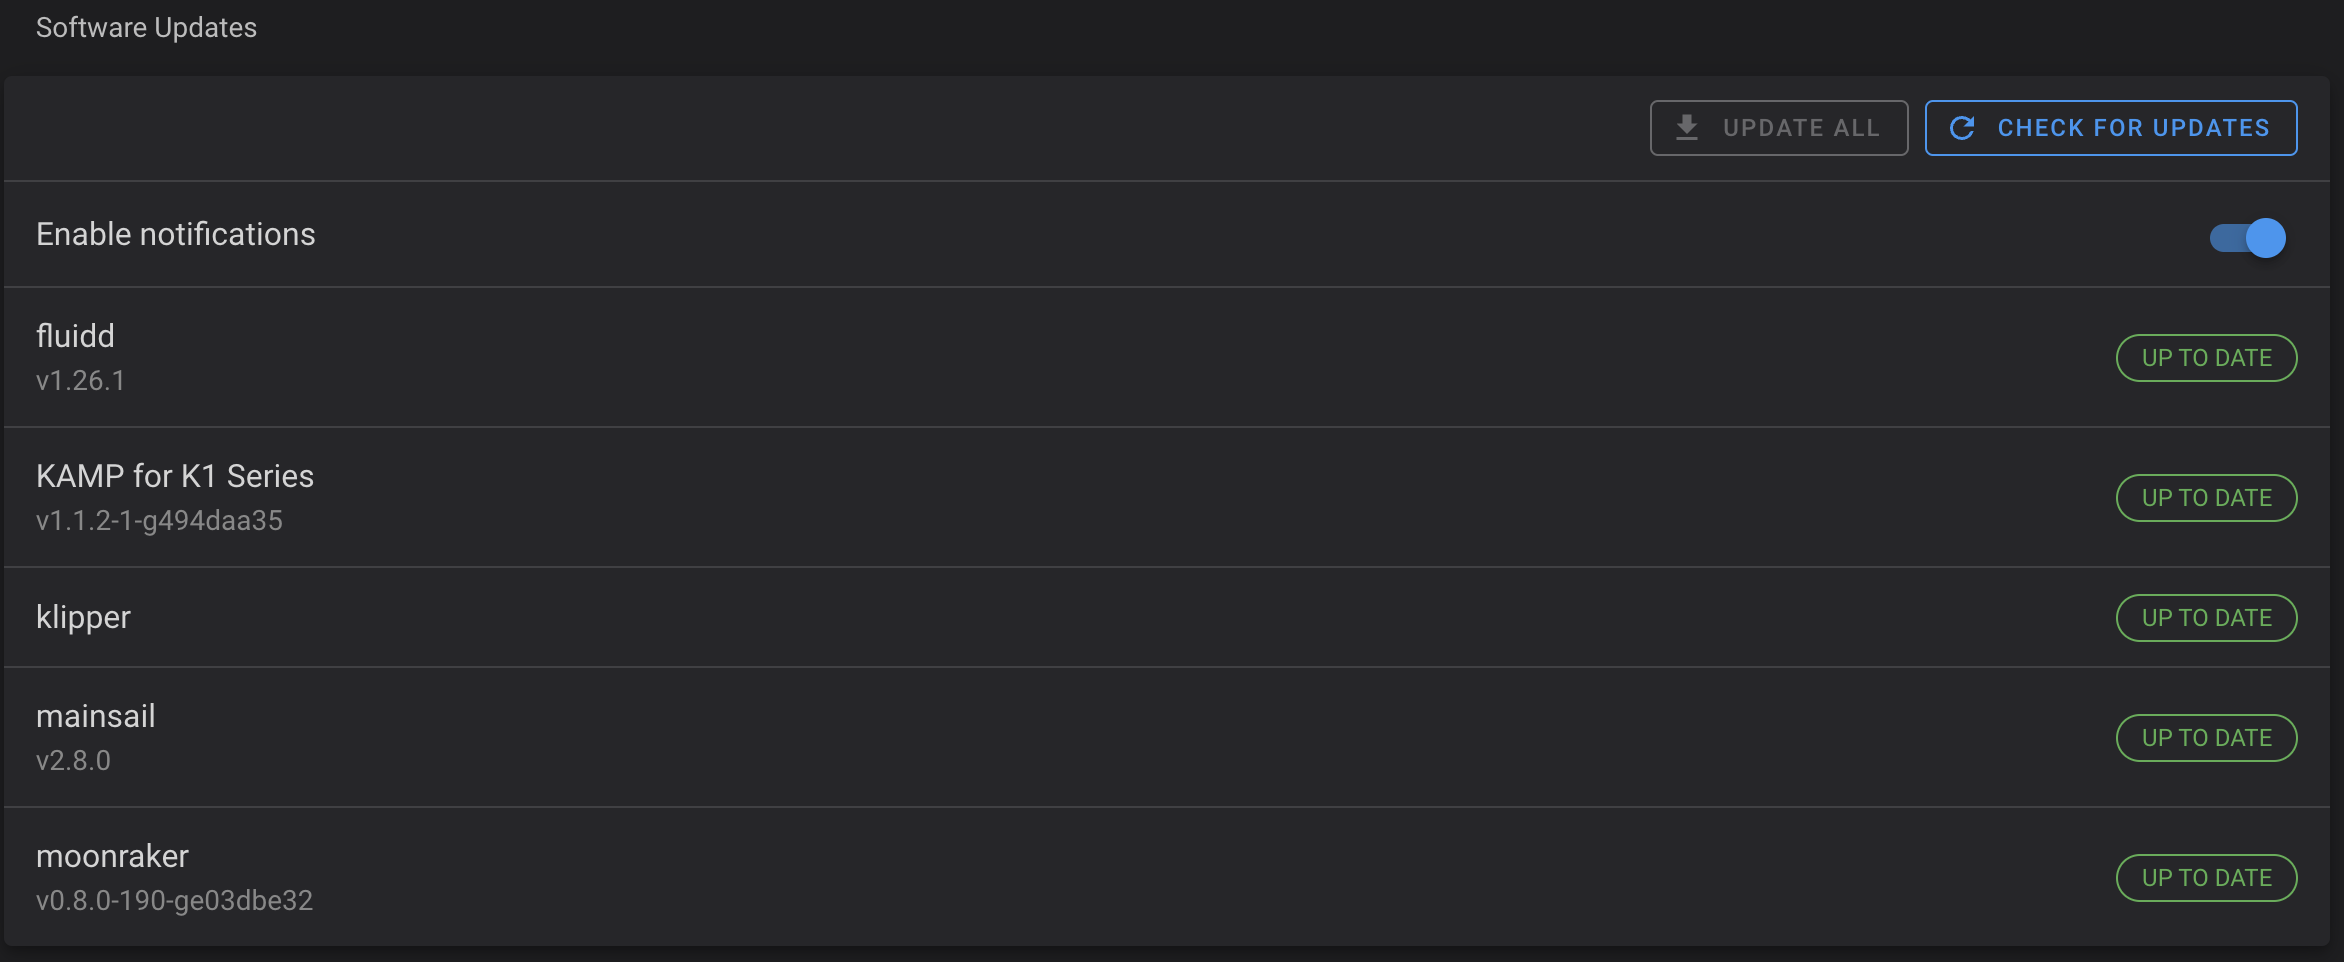 Software Updates
UPDATE ALL
CHECK FOR UPDATES
Enable notifications
fluidd
v1.26.1
UP TO DATE
KAMP for K1 Series
v1.1.2-1-g494daa35
UP TO DATE
klipper
UP TO DATE
mainsail
v2.8.0
UP TO DATE
moonraker
v0.8.0-190-ge03dbe32
UP TO DATE